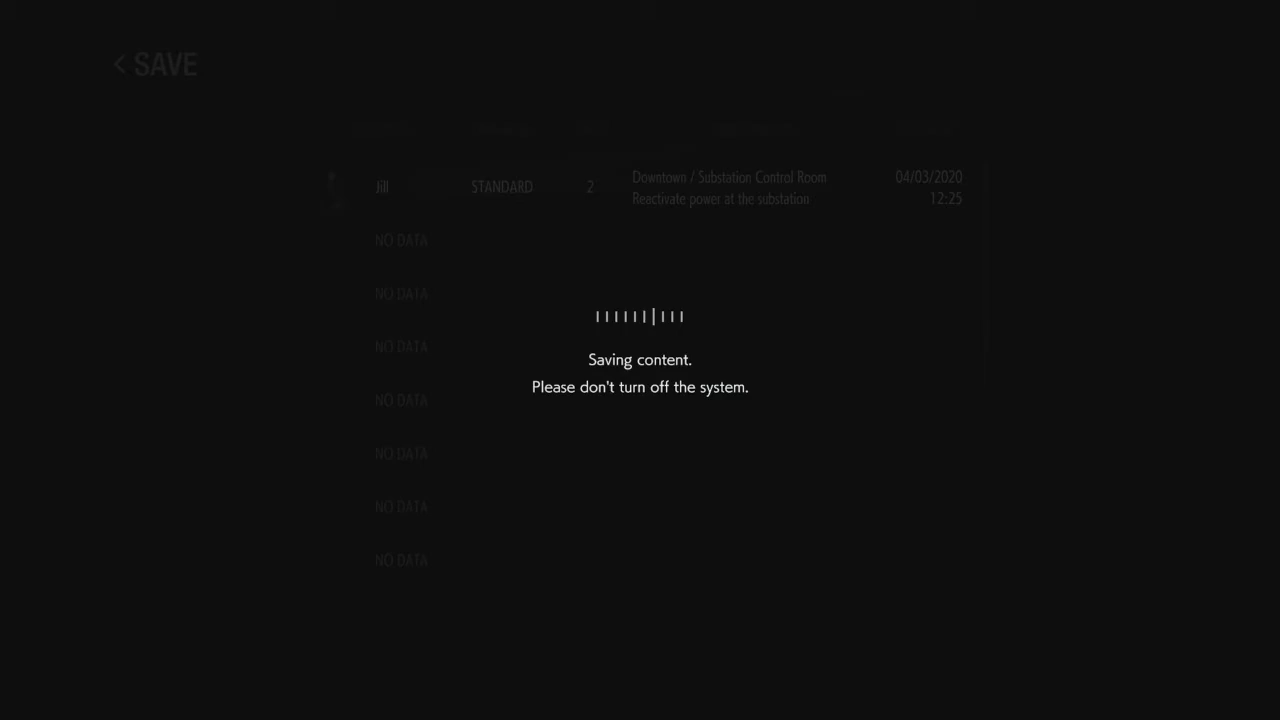 < SAVE
Jill STANDARD 2 Downtown / Substation Control Room 04/03/2020
Reactivate power at the substation 12:25
NO DATA
NO DATA
NO DATA
NO DATA
NO DATA
NO DATA
NO DATA
Saving content.
Please don't turn off the system.